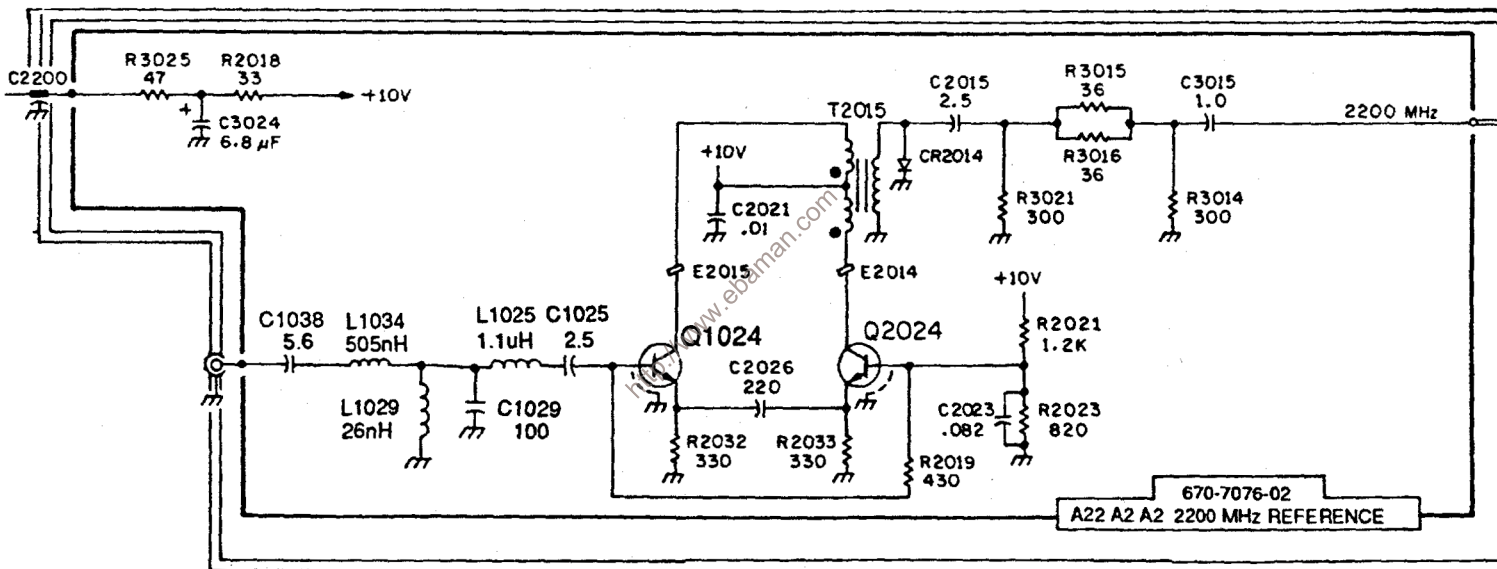 C2200
R3025
47
R2018
33
+10V
+
C3024
6.8 µF
T2015
C2015
2.5
R3015
36
C3015
1.0
2200 MHz
+10V
CR2014
R3016
36
C2021
.01
R3021
300
R3014
300
E2015
E2014
+10V
C1038
5.6
L1034
505nH
L1025
1.1uH
C1025
2.5
Q1024
Q2024
R2021
1.2K
C2026
220
L1029
26nH
C1029
100
C2023
.082
R2023
820
R2032
330
R2033
330
R2019
430
670-7076-02
A22 A2 A2 2200 MHz REFERENCE
http://www.ebaman.com